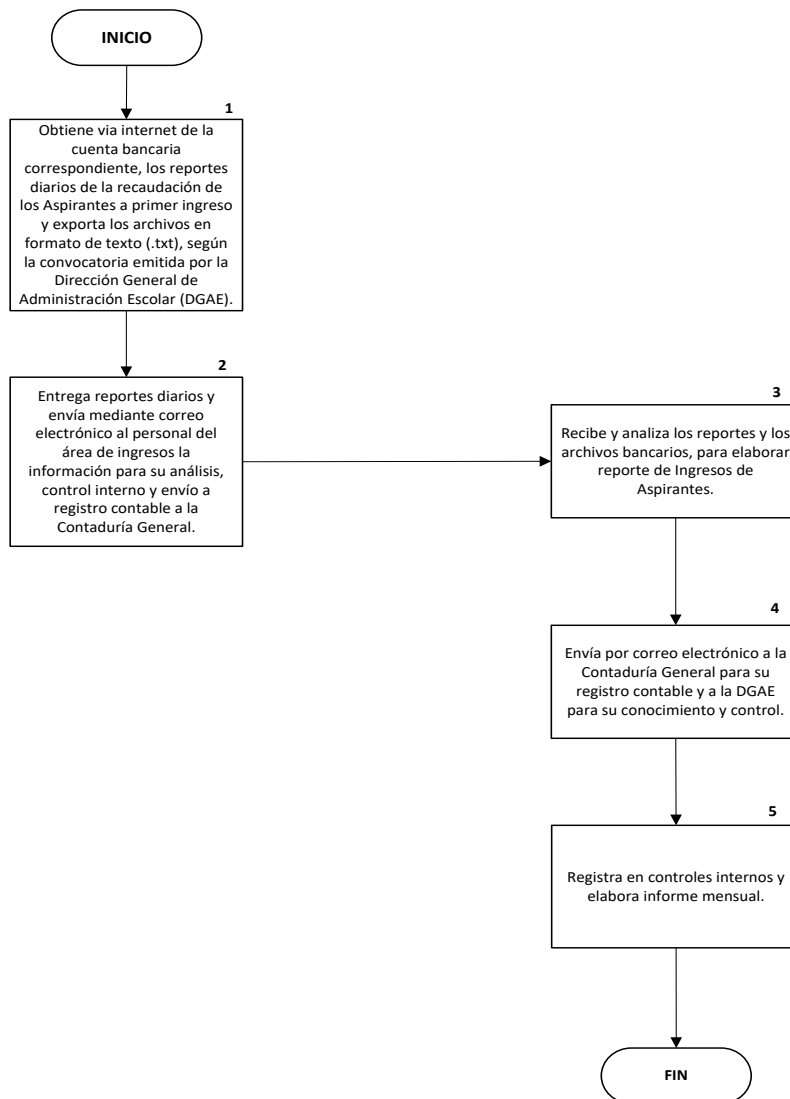 INICIO
1
Obtiene via internet de la
cuenta bancaria
correspondiente, los reportes
diarios de la recaudación de
los Aspirantes a primer ingreso
y exporta los archivos en
formato de texto (.txt), según
la convocatoria emitida por la
Dirección General de
Administración Escolar (DGAE).
2
Entrega reportes diarios y
envía mediante correo
electrónico al personal del
área de ingresos la
información para su análisis,
control interno y envío a
registro contable a la
Contaduría General.
3
Recibe y analiza los reportes y los
archivos bancarios, para elaborar
reporte de Ingresos de
Aspirantes.
4
Envía por correo electrónico a la
Contaduría General para su
registro contable y a la DGAE
para su conocimiento y control.
5
Registra en controles internos y
elabora informe mensual.
FIN